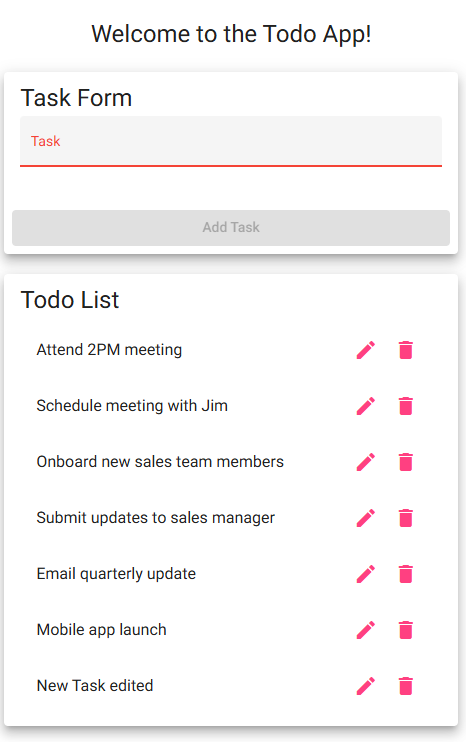 Welcome to the Todo App!
Task Form
Task
Add Task
Todo List
Attend 2PM meeting
Schedule meeting with Jim
Onboard new sales team members
Submit updates to sales manager
Email quarterly update
Mobile app launch
New Task edited